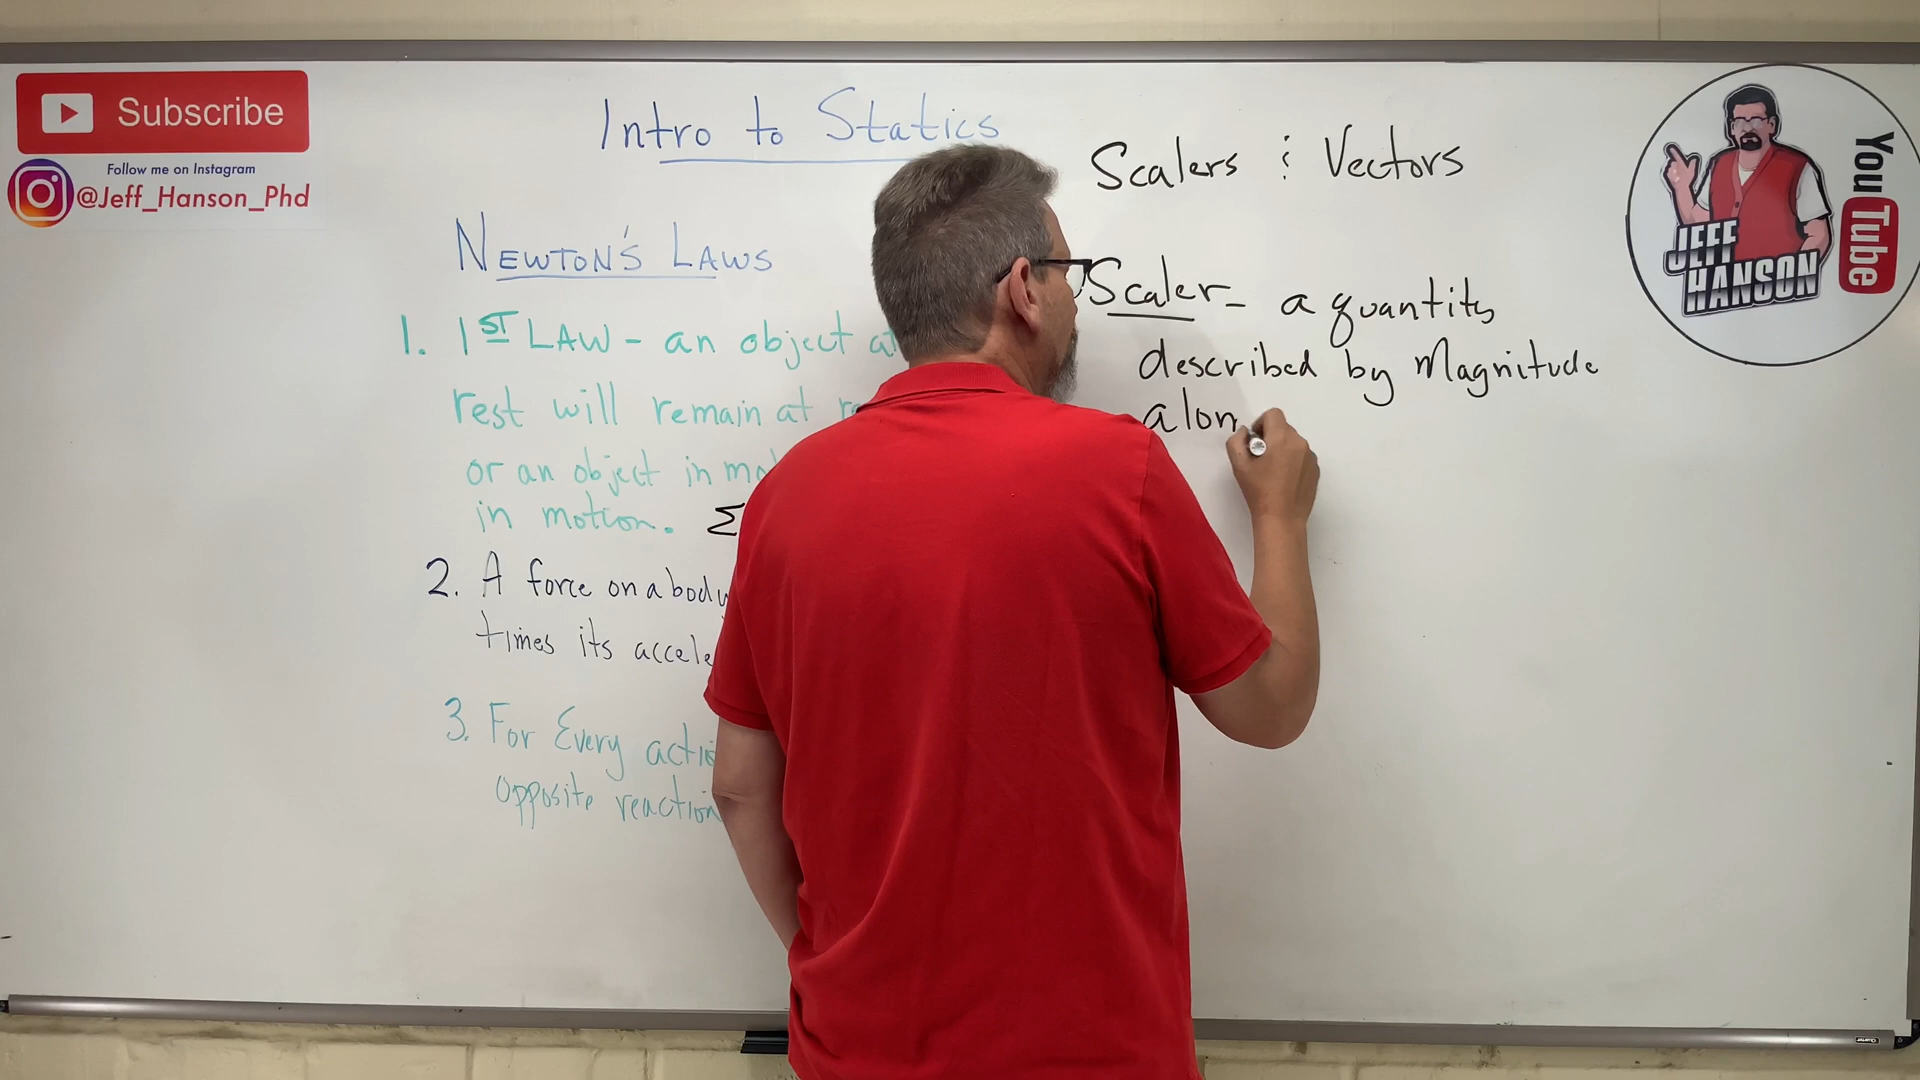 Subscribe
Follow me on Instagram
@Jeff_Hanson_Phd
Intro to Statics
NEWTON'S LAWS
1. 1ST LAW - an object at
rest will remain at
or an object in
in motion. Σ
2. A force on a body
times its
3. For Every
opposite reaction
Scalers & Vectors
Scaler - a quantity
described by Magnitude
alon
JEFF
HANSON
YouTube